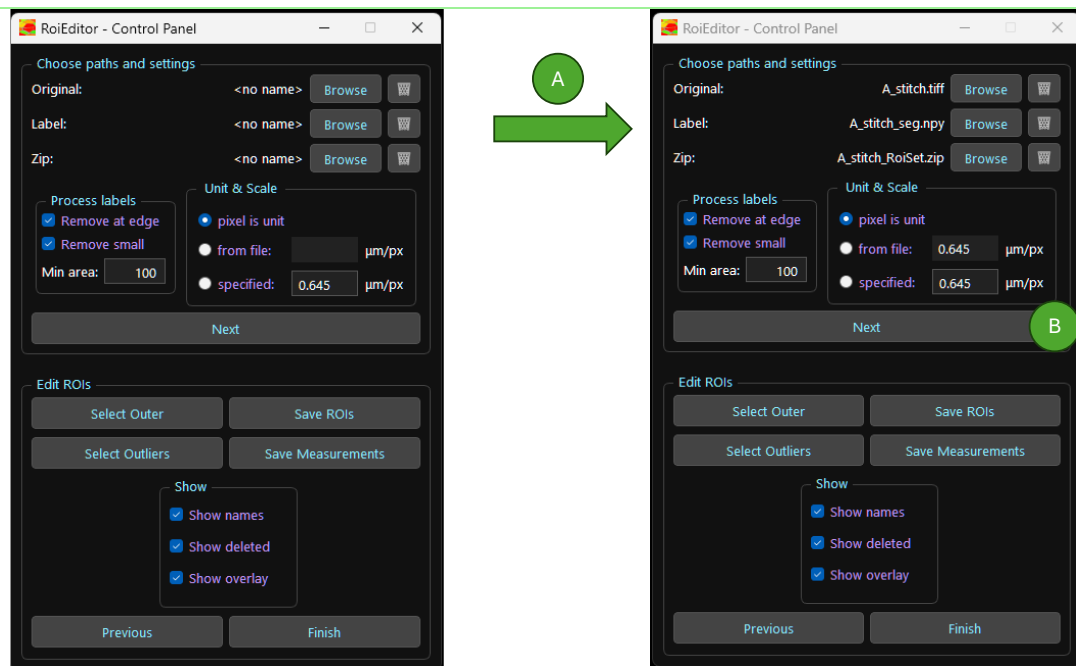 RoiEditor - Control Panel
Choose paths and settings
Original: <no name> Browse
Label: <no name> Browse
Zip: <no name> Browse
Process labels
Remove at edge
Remove small
Min area: 100
Unit & Scale
pixel is unit
from file: µm/px
specified: 0.645 µm/px
Next
Edit ROIs
Select Outer Save ROIs
Select Outliers Save Measurements
Show
Show names
Show deleted
Show overlay
Previous Finish
A
RoiEditor - Control Panel
Choose paths and settings
Original: A_stitch.tiff Browse
Label: A_stitch_seg.npy Browse
Zip: A_stitch_RoiSet.zip Browse
Process labels
Remove at edge
Remove small
Min area: 100
Unit & Scale
pixel is unit
from file: 0.645 µm/px
specified: 0.645 µm/px
Next
B
Edit ROIs
Select Outer Save ROIs
Select Outliers Save Measurements
Show
Show names
Show deleted
Show overlay
Previous Finish